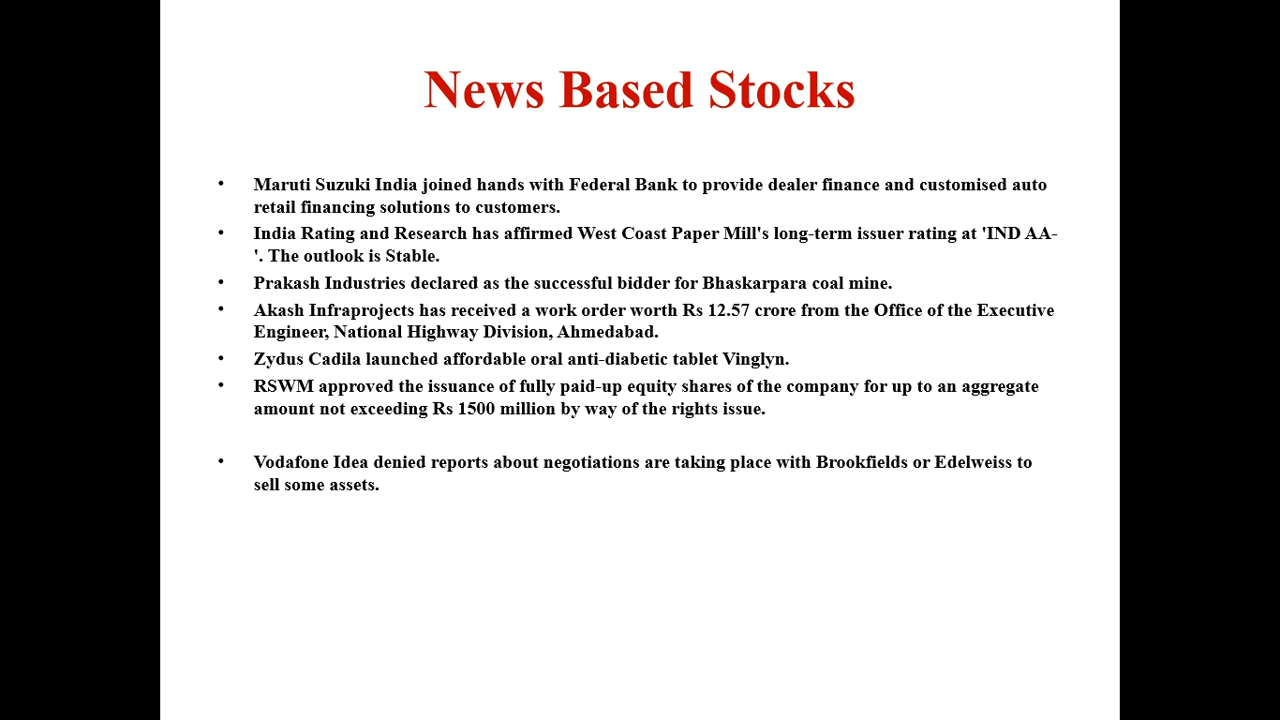 News Based Stocks
• Maruti Suzuki India joined hands with Federal Bank to provide dealer finance and customised auto
retail financing solutions to customers.
• India Rating and Research has affirmed West Coast Paper Mill's long-term issuer rating at 'IND AA-
'. The outlook is Stable.
• Prakash Industries declared as the successful bidder for Bhaskarpara coal mine.
• Akash Infraprojects has received a work order worth Rs 12.57 crore from the Office of the Executive
Engineer, National Highway Division, Ahmedabad.
• Zydus Cadila launched affordable oral anti-diabetic tablet Vinglyn.
• RSWM approved the issuance of fully paid-up equity shares of the company for up to an aggregate
amount not exceeding Rs 1500 million by way of the rights issue.
• Vodafone Idea denied reports about negotiations are taking place with Brookfields or Edelweiss to
sell some assets.